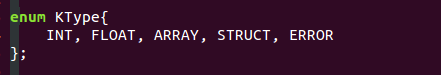 enum KType{
    INT, FLOAT, ARRAY, STRUCT, ERROR
};